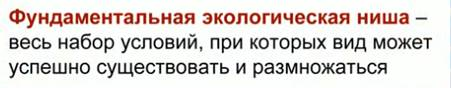 Фундаментальная экологическая ниша –
весь набор условий, при которых вид может
успешно существовать и размножаться